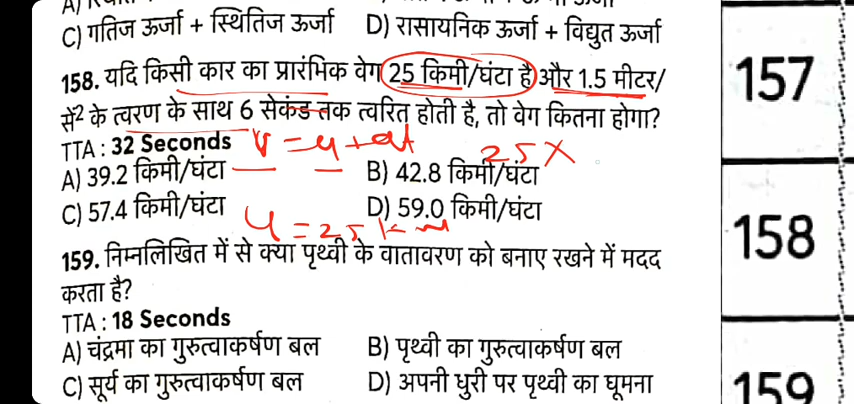 C) गतिज ऊर्जा + स्थितिज ऊर्जा D) रासायनिक ऊर्जा + विद्युत ऊर्जा
158. यदि किसी कार का प्रारंभिक वेग 25 किमी/घंटा है और 1.5 मीटर/
से² के त्वरण के साथ 6 सेकंड तक त्वरित होती है, तो वेग कितना होगा?
TTA : 32 Seconds V = u + at
25 X
A) 39.2 किमी/घंटा B) 42.8 किमी/घंटा
C) 57.4 किमी/घंटा D) 59.0 किमी/घंटा
u = 25 km
159. निम्नलिखित में से क्या पृथ्वी के वातावरण को बनाए रखने में मदद
करता है?
TTA : 18 Seconds
A) चंद्रमा का गुरुत्वाकर्षण बल B) पृथ्वी का गुरुत्वाकर्षण बल
C) सूर्य का गुरुत्वाकर्षण बल D) अपनी धुरी पर पृथ्वी का घूमना
157
158
159